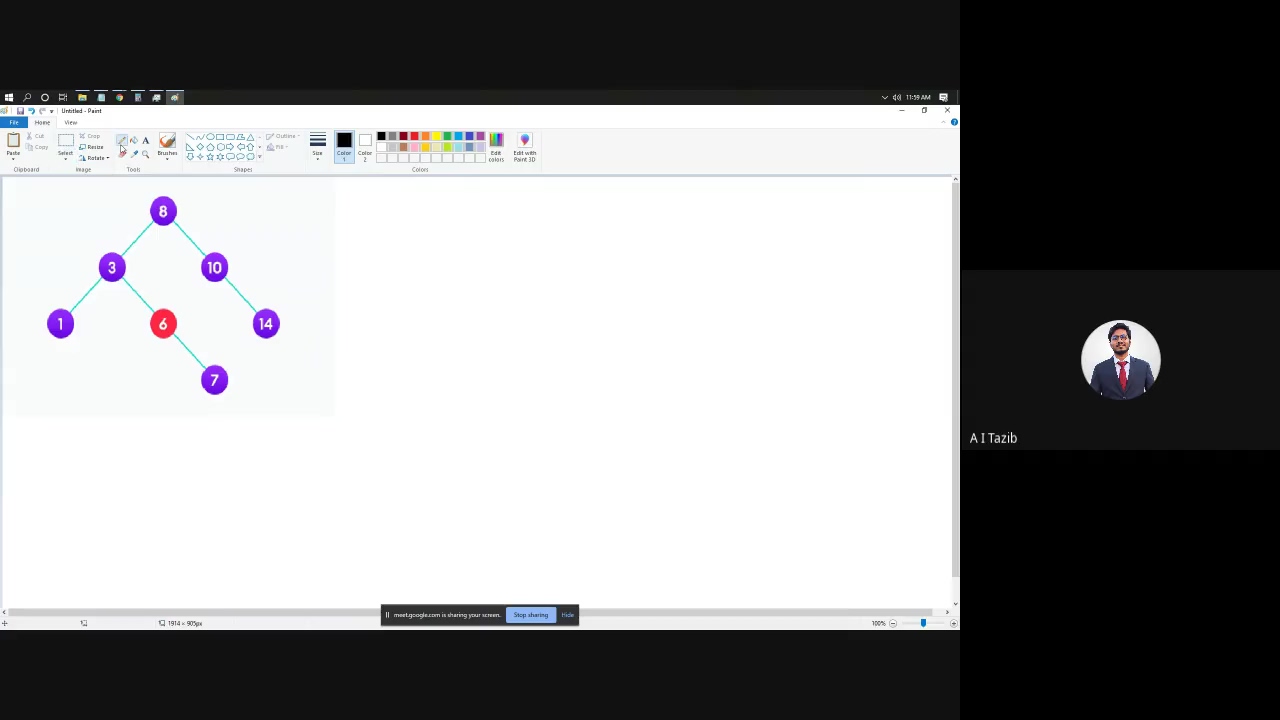 11:59 AM
Untitled - Paint
File Home View
Cut
Copy
Paste
Clipboard
Select
Crop
Resize
Rotate
Image
A
Tools
Brushes
Shapes
Outline
Fill
Size
Color
1
Color
2
Colors
Edit
colors
Edit with
Paint 3D
8
3 10
1 6 14
7
A I Tazib
meet.google.com is sharing your screen. Stop sharing Hide
1914 × 905px
100%